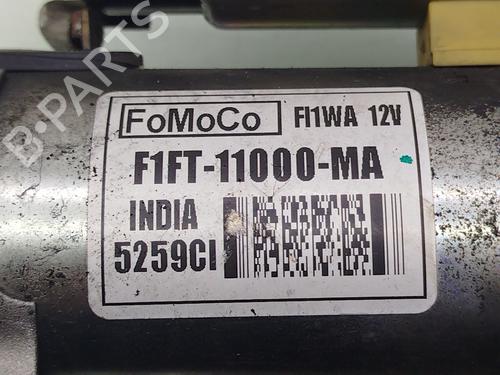 FoMoCo FI1WA 12V
F1FT-11000-MA
INDIA
5259CI
B-PARTS